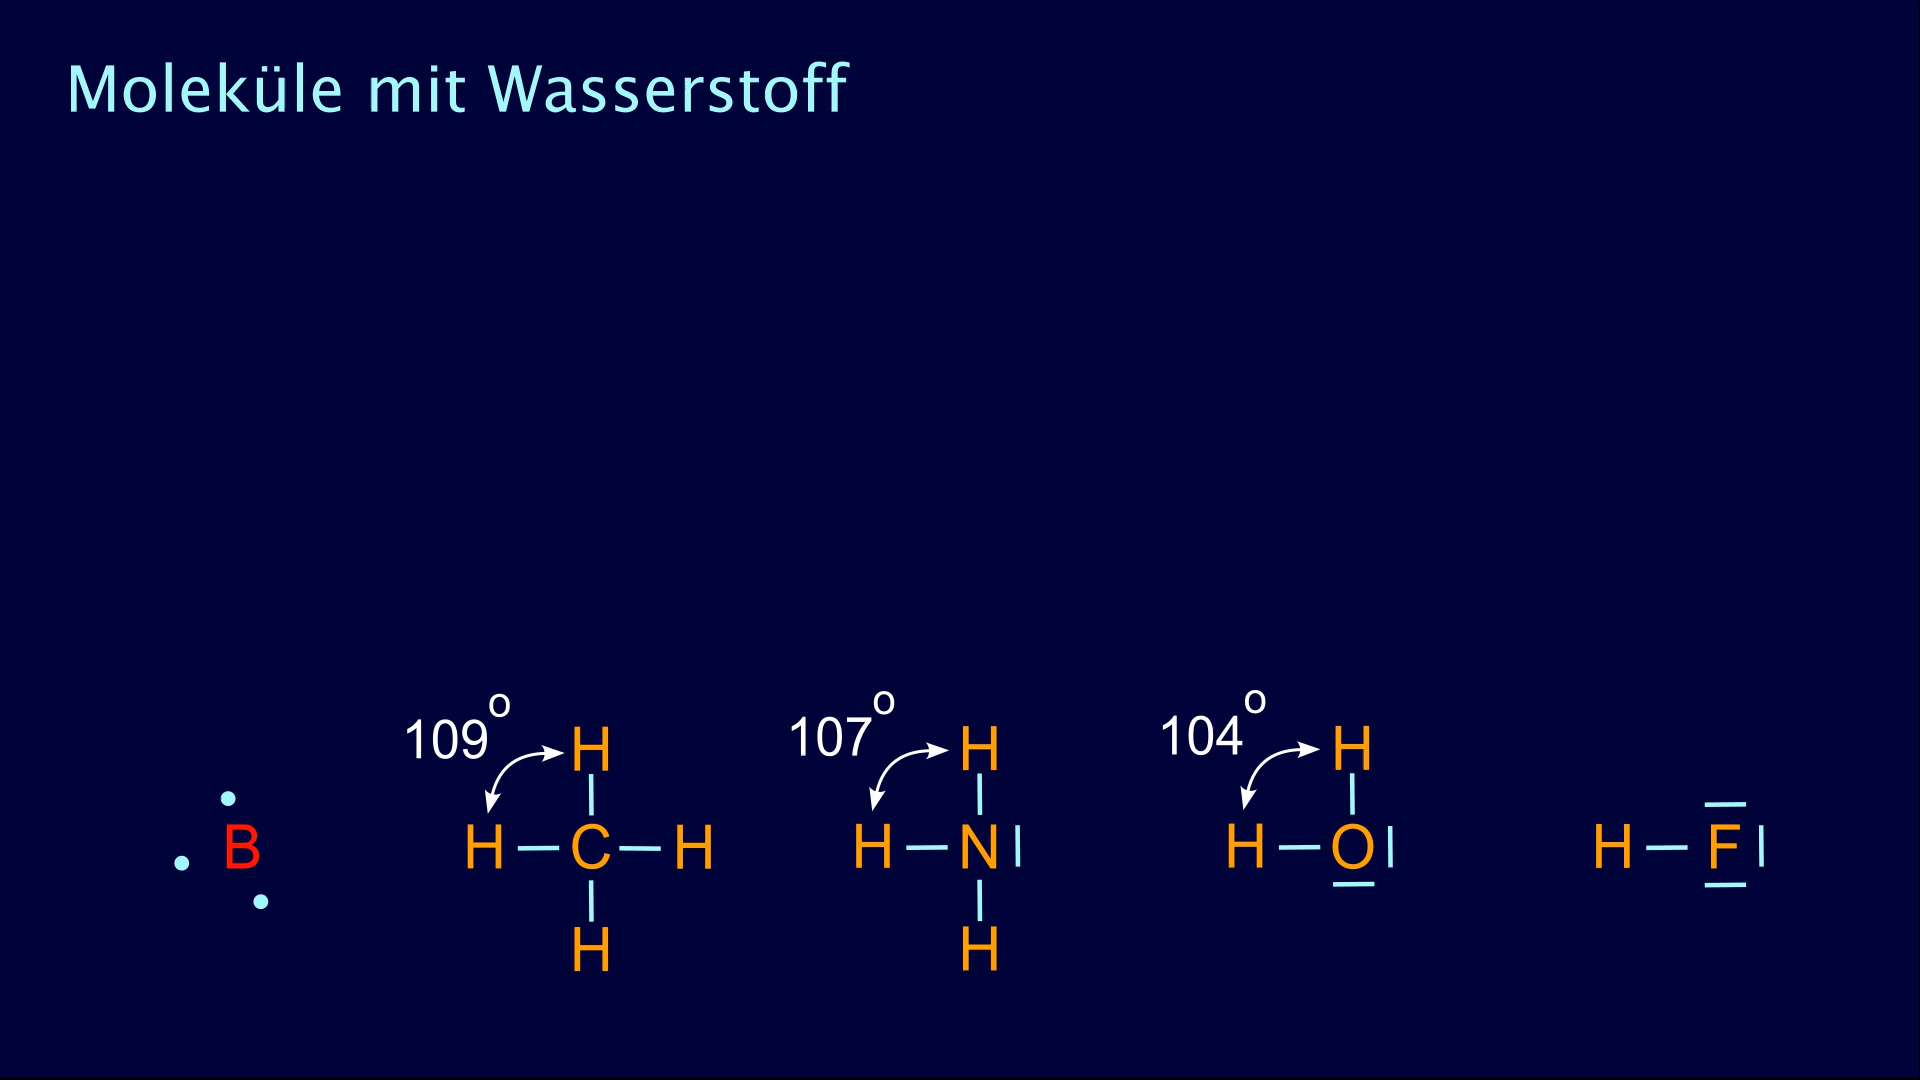 Moleküle mit Wasserstoff
109° H 107° H 104° H
B H C H H N H O H F
H H